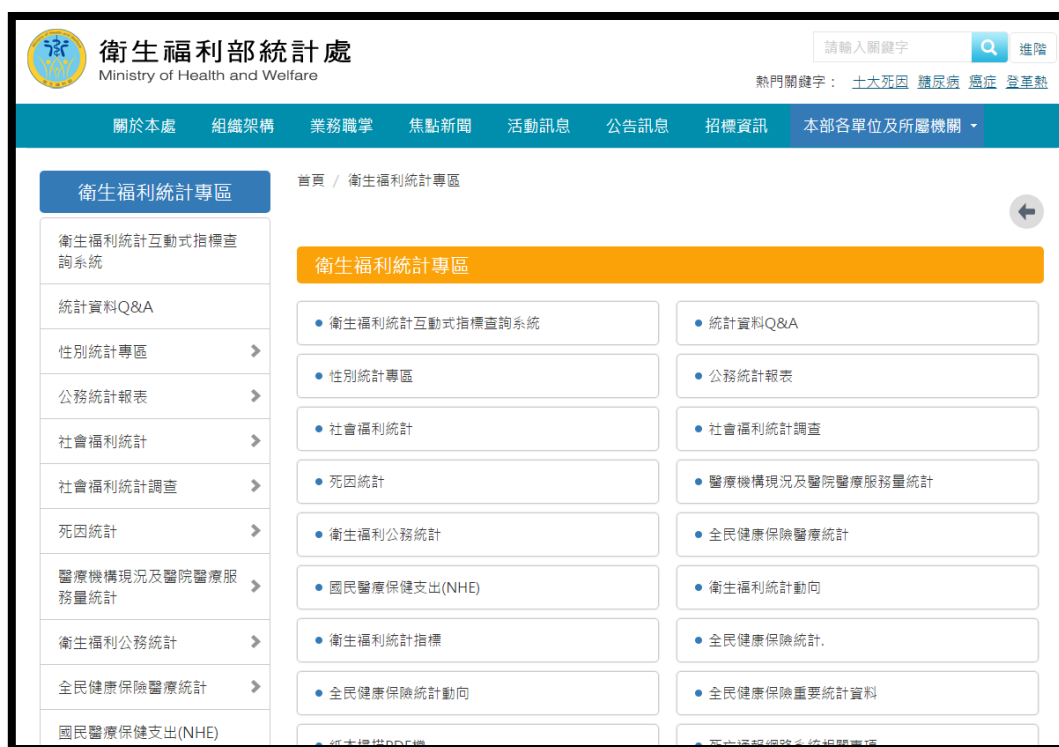 衛生福利部統計處
Ministry of Health and Welfare
請輸入關鍵字
進階
熱門關鍵字： 十大死因 糖尿病 癌症 登革熱
關於本處 組織架構 業務職掌 焦點新聞 活動訊息 公告訊息 招標資訊 本部各單位及所屬機關
衛生福利統計專區
衛生福利統計互動式指標查
詢系統
統計資料Q&A
性別統計專區
公務統計報表
社會福利統計
社會福利統計調查
死因統計
醫療機構現況及醫院醫療服
務量統計
衛生福利公務統計
全民健康保險醫療統計
國民醫療保健支出(NHE)
首頁 / 衛生福利統計專區
衛生福利統計專區
衛生福利統計互動式指標查詢系統
統計資料Q&A
性別統計專區
公務統計報表
社會福利統計
社會福利統計調查
死因統計
醫療機構現況及醫院醫療服務量統計
衛生福利公務統計
全民健康保險醫療統計
國民醫療保健支出(NHE)
衛生福利統計動向
衛生福利統計指標
全民健康保險統計.
全民健康保險統計動向
全民健康保險重要統計資料